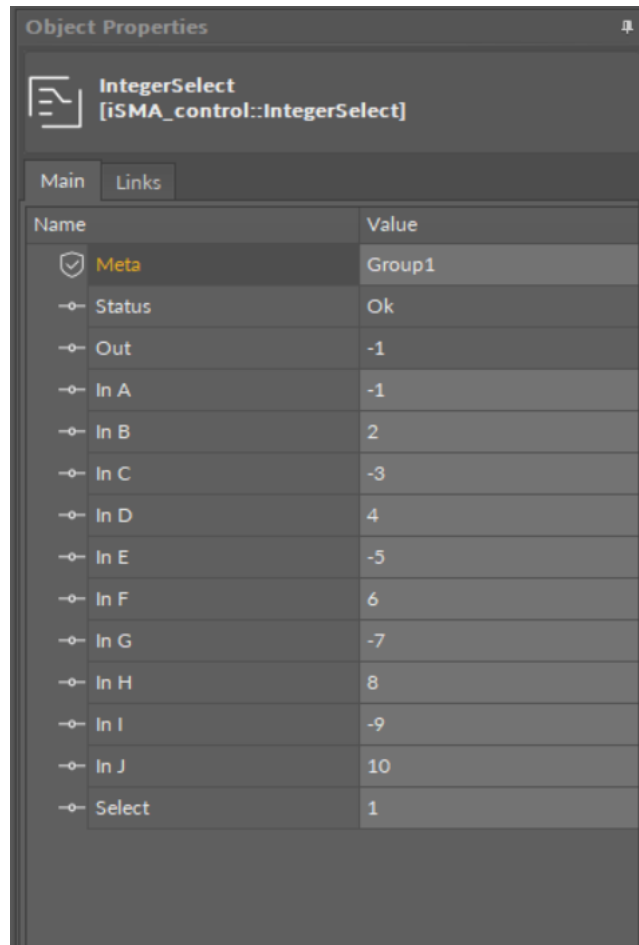 Object Properties
IntegerSelect
[iSMA_control::IntegerSelect]
Main Links
Name Value
Meta Group1
Status Ok
Out -1
In A -1
In B 2
In C -3
In D 4
In E -5
In F 6
In G -7
In H 8
In I -9
In J 10
Select 1